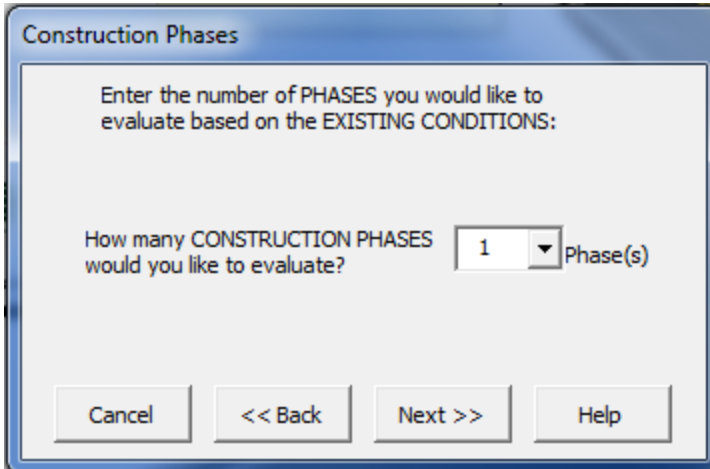 Construction Phases
Enter the number of PHASES you would like to
evaluate based on the EXISTING CONDITIONS:
How many CONSTRUCTION PHASES
would you like to evaluate?
1
Phase(s)
Cancel
<< Back
Next >>
Help